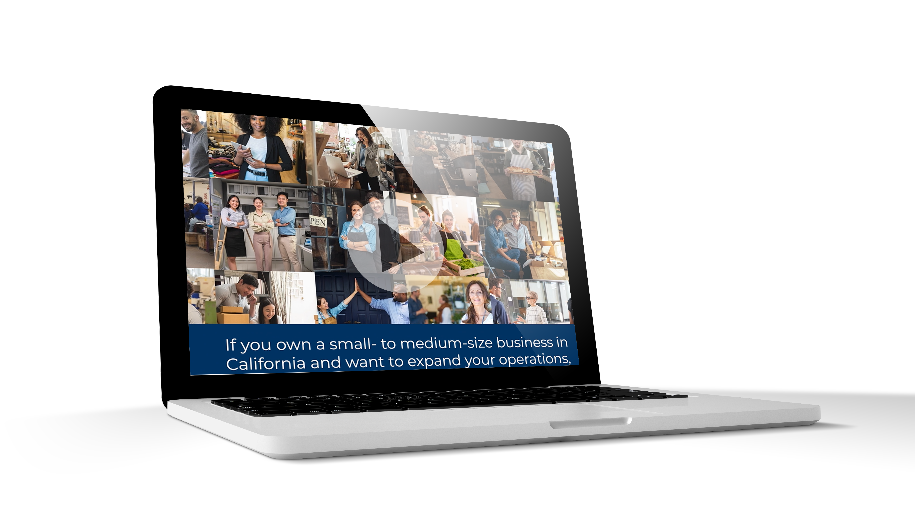 If you own a small- to medium-size business in
California and want to expand your operations,